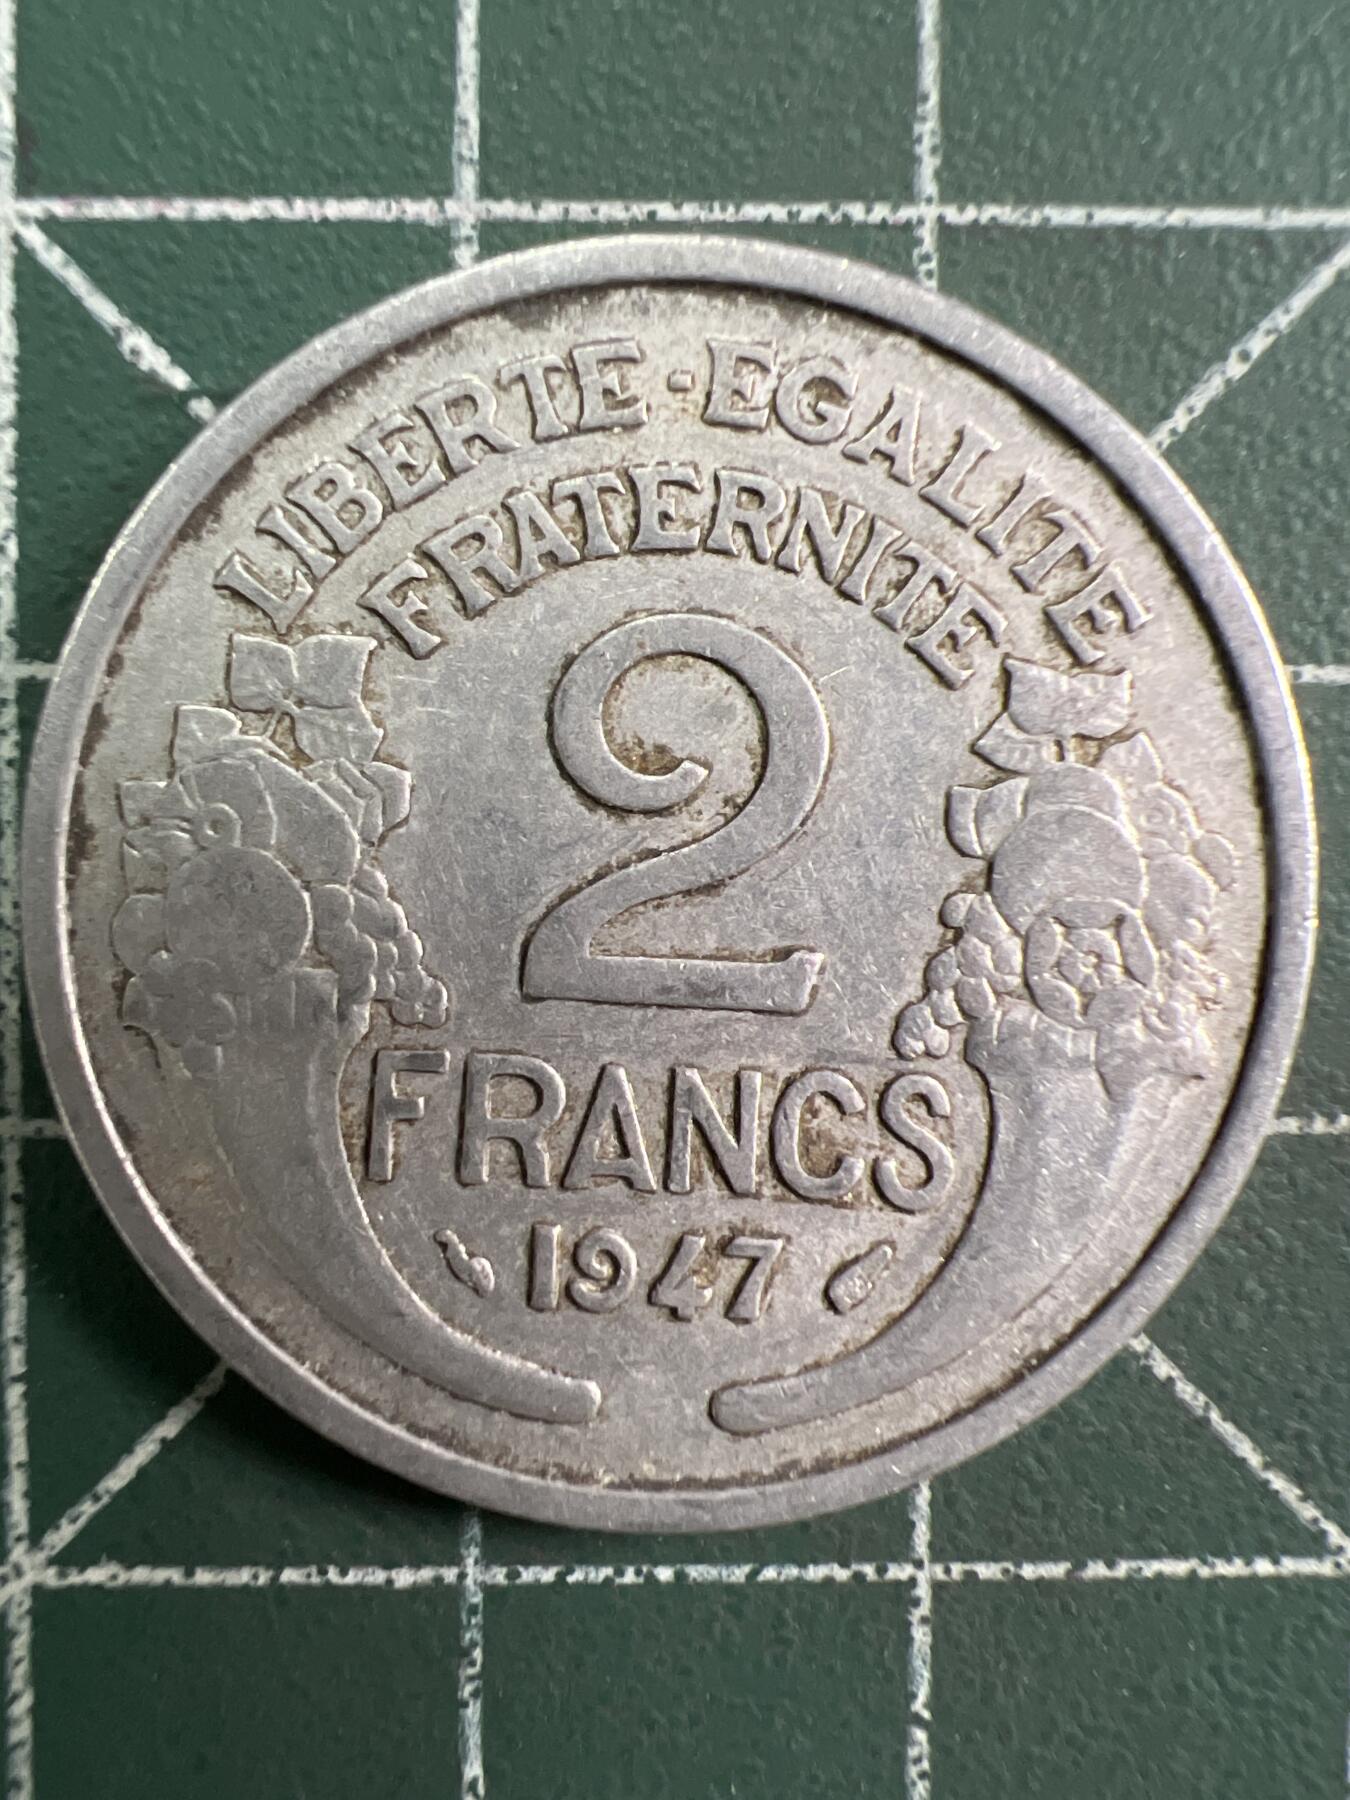 LIBERTE · EGALITE
FRATERNITE
2
FRANCS
1947